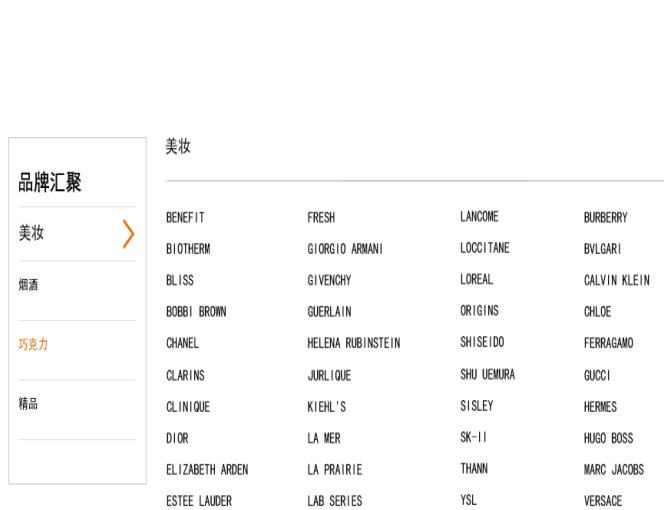 品牌汇聚
美妆
烟酒
巧克力
精品
美妆
BENEFIT FRESH LANCOME BURBERRY
BIOTHERM GIORGIO ARMANI LOCCITANE BVLGARI
BLISS GIVENCHY LOREAL CALVIN KLEIN
BOBBI BROWN GUERLAIN ORIGINS CHLOE
CHANEL HELENA RUBINSTEIN SHISEIDO FERRAGAMO
CLARINS JURLIQUE SHU UEMURA GUCCI
CLINIQUE KIEHL'S SISLEY HERMES
DIOR LA MER SK-II HUGO BOSS
ELIZABETH ARDEN LA PRAIRIE THANN MARC JACOBS
ESTEE LAUDER LAB SERIES YSL VERSACE